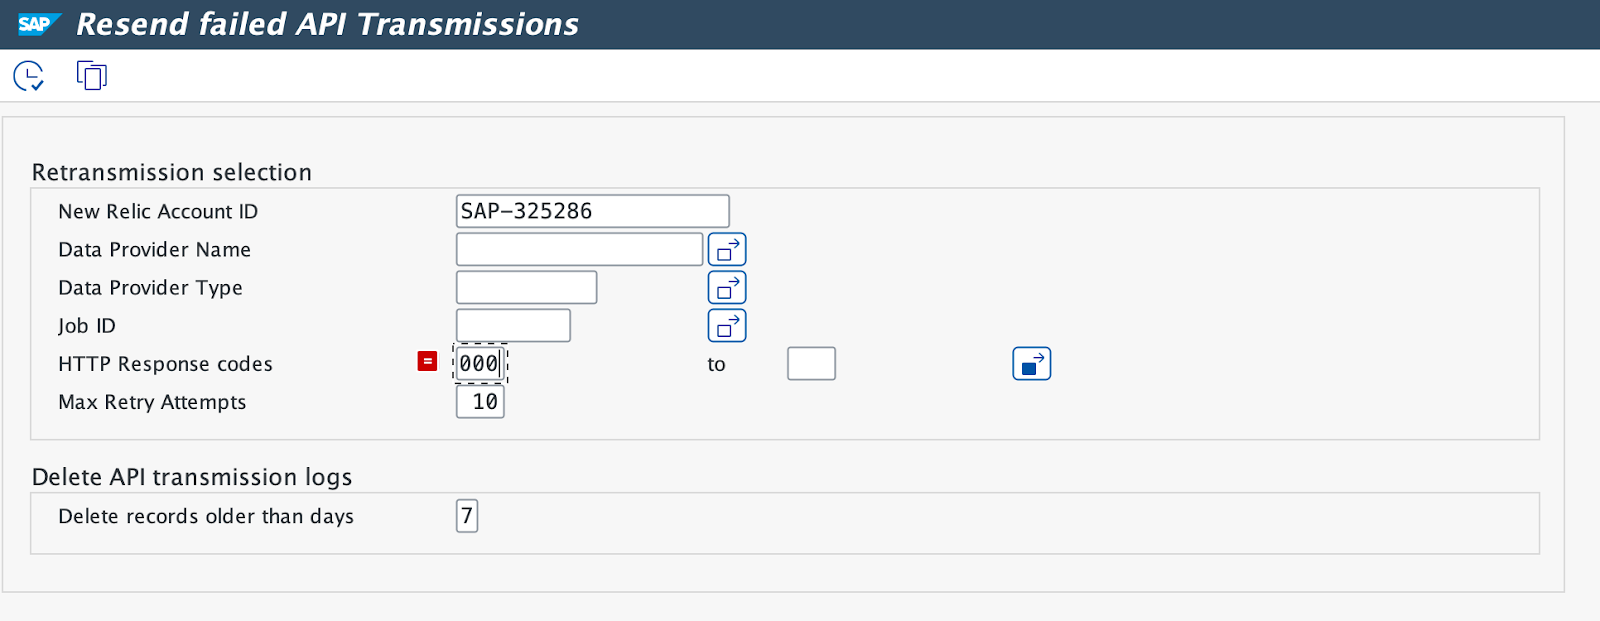 SAP Resend failed API Transmissions
Retransmission selection
New Relic Account ID SAP-325286
Data Provider Name
Data Provider Type
Job ID
HTTP Response codes = 000 to
Max Retry Attempts 10
Delete API transmission logs
Delete records older than days 7